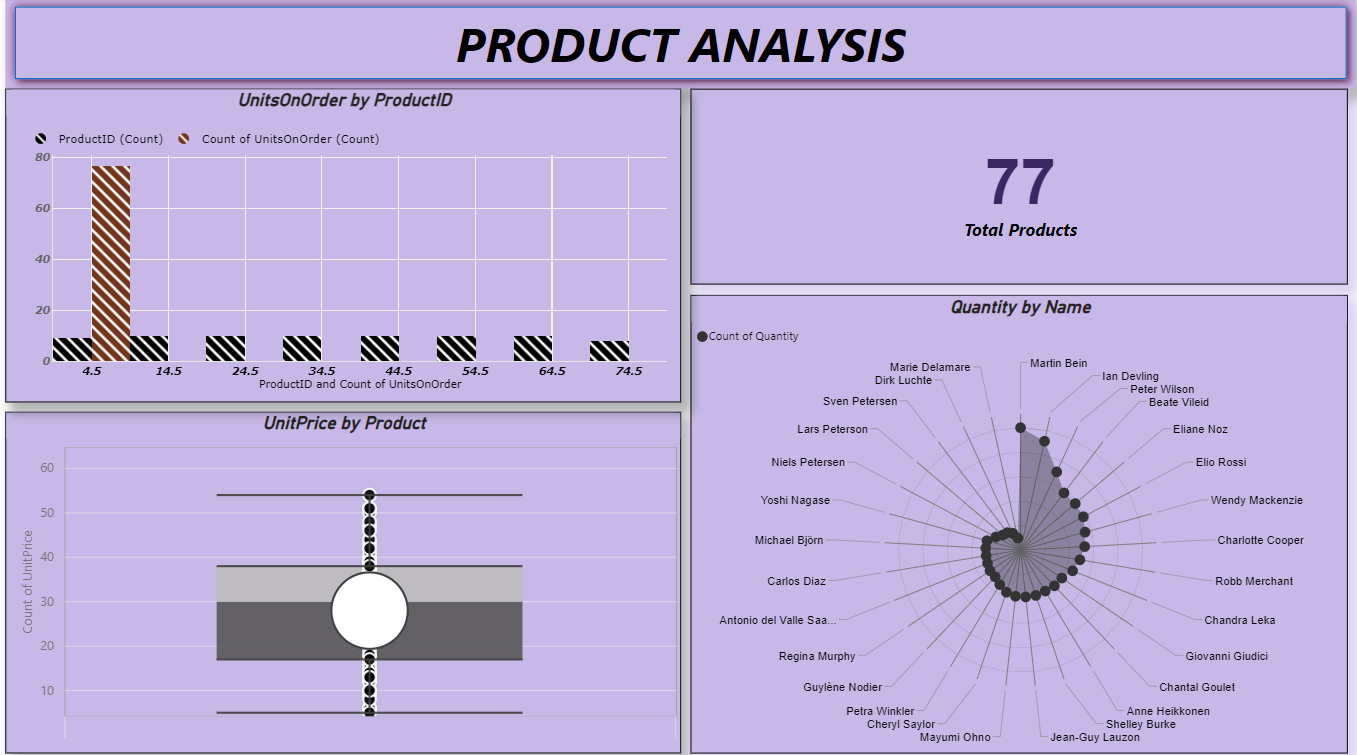 PRODUCT ANALYSIS
UnitsOnOrder by ProductID
ProductID (Count) Count of UnitsOnOrder (Count)
80
60
40
20
0
4.5 14.5 24.5 34.5 44.5 54.5 64.5 74.5
ProductID and Count of UnitsOnOrder
77
Total Products
UnitPrice by Product
Count of UnitPrice
60
50
40
30
20
10
Quantity by Name
Count of Quantity
Martin Bein
Ian Devling
Peter Wilson
Beate Vileid
Eliane Noz
Elio Rossi
Wendy Mackenzie
Charlotte Cooper
Robb Merchant
Chandra Leka
Giovanni Giudici
Chantal Goulet
Anne Heikkonen
Shelley Burke
Jean-Guy Lauzon
Mayumi Ohno
Cheryl Saylor
Petra Winkler
Guylène Nodier
Regina Murphy
Antonio del Valle Saa...
Carlos Diaz
Michael Björn
Yoshi Nagase
Niels Petersen
Lars Peterson
Sven Petersen
Dirk Luchte
Marie Delamare